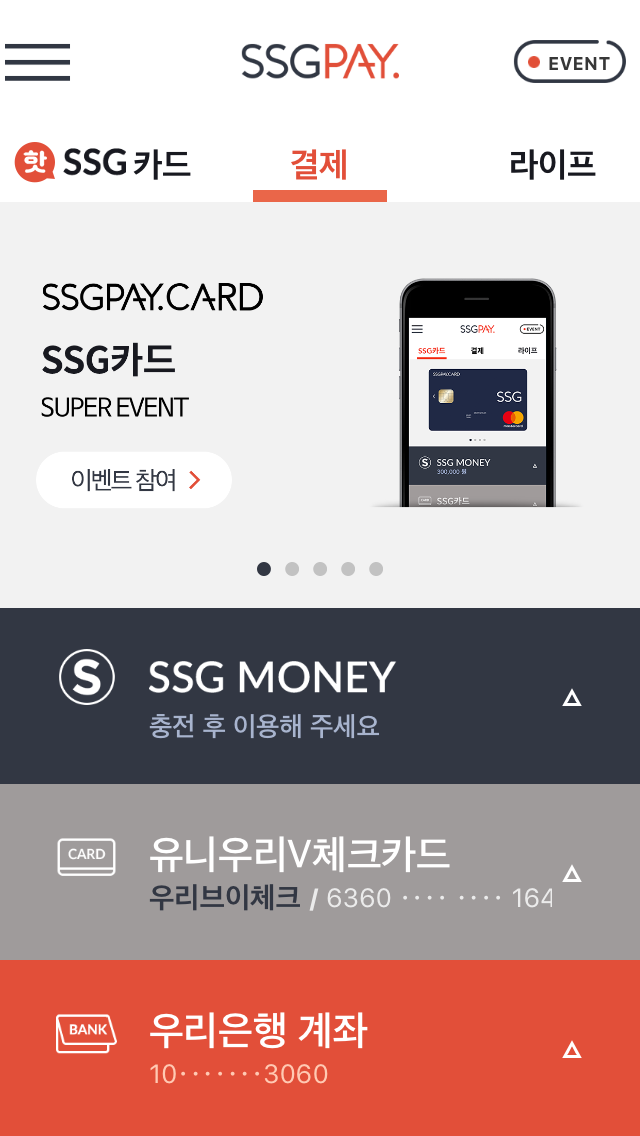 SSGPAY.
EVENT
핫 SSG 카드
결제
라이프
SSGPAY.CARD
SSG카드
SUPER EVENT
이벤트 참여
SSGPAY.
EVENT
SSG카드
결제
라이프
SSGPAY.CARD
SSG
S SSG MONEY
300,000 원
SSG카드
S SSG MONEY
충전 후 이용해 주세요
CARD 유니우리V체크카드
우리브이체크 / 6360 ···· ···· 164
BANK 우리은행 계좌
10·······3060